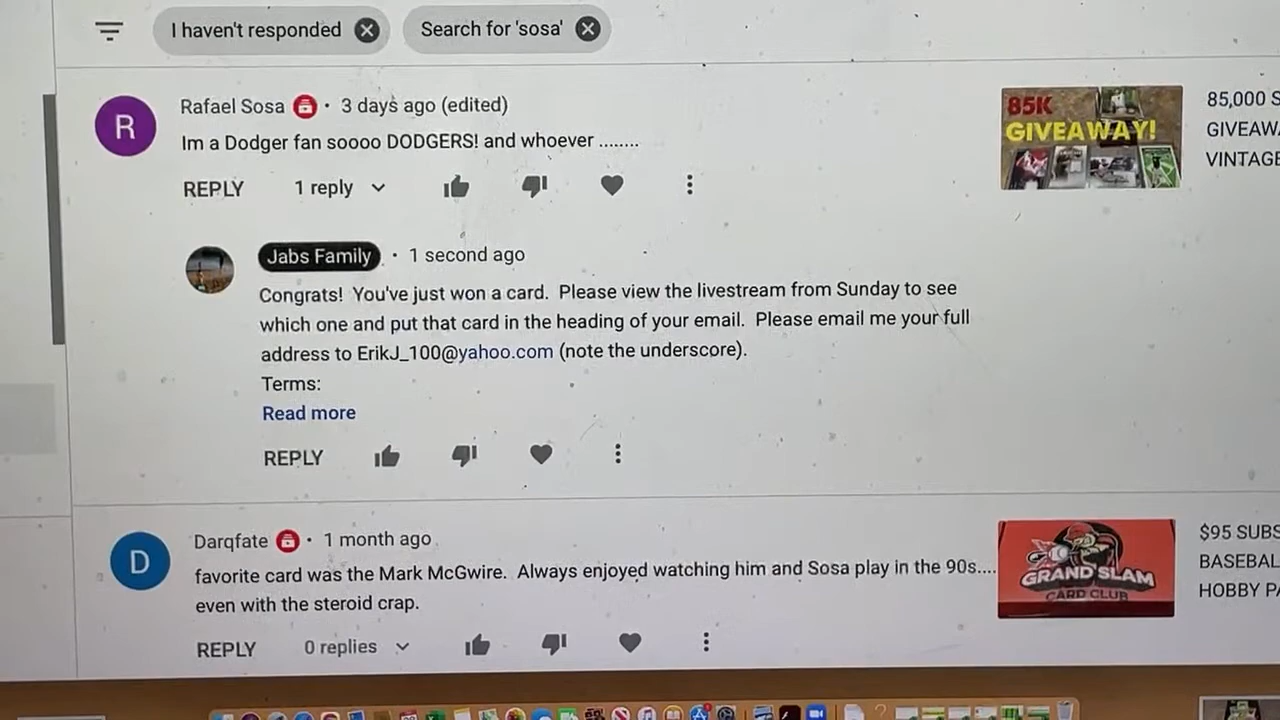 I haven't responded
Search for 'sosa'
R
Rafael Sosa · 3 days ago (edited)
Im a Dodger fan soooo DODGERS! and whoever ........
REPLY 1 reply
85K
GIVEAWAY!
85,000 S
GIVEAWA
VINTAGE
Jabs Family · 1 second ago
Congrats! You've just won a card. Please view the livestream from Sunday to see
which one and put that card in the heading of your email. Please email me your full
address to ErikJ_100@yahoo.com (note the underscore).
Terms:
Read more
REPLY
D
Darqfate · 1 month ago
favorite card was the Mark McGwire. Always enjoyed watching him and Sosa play in the 90s....
even with the steroid crap.
REPLY 0 replies
GRAND SLAM
CARD CLUB
$95 SUBS
BASEBAL
HOBBY PA